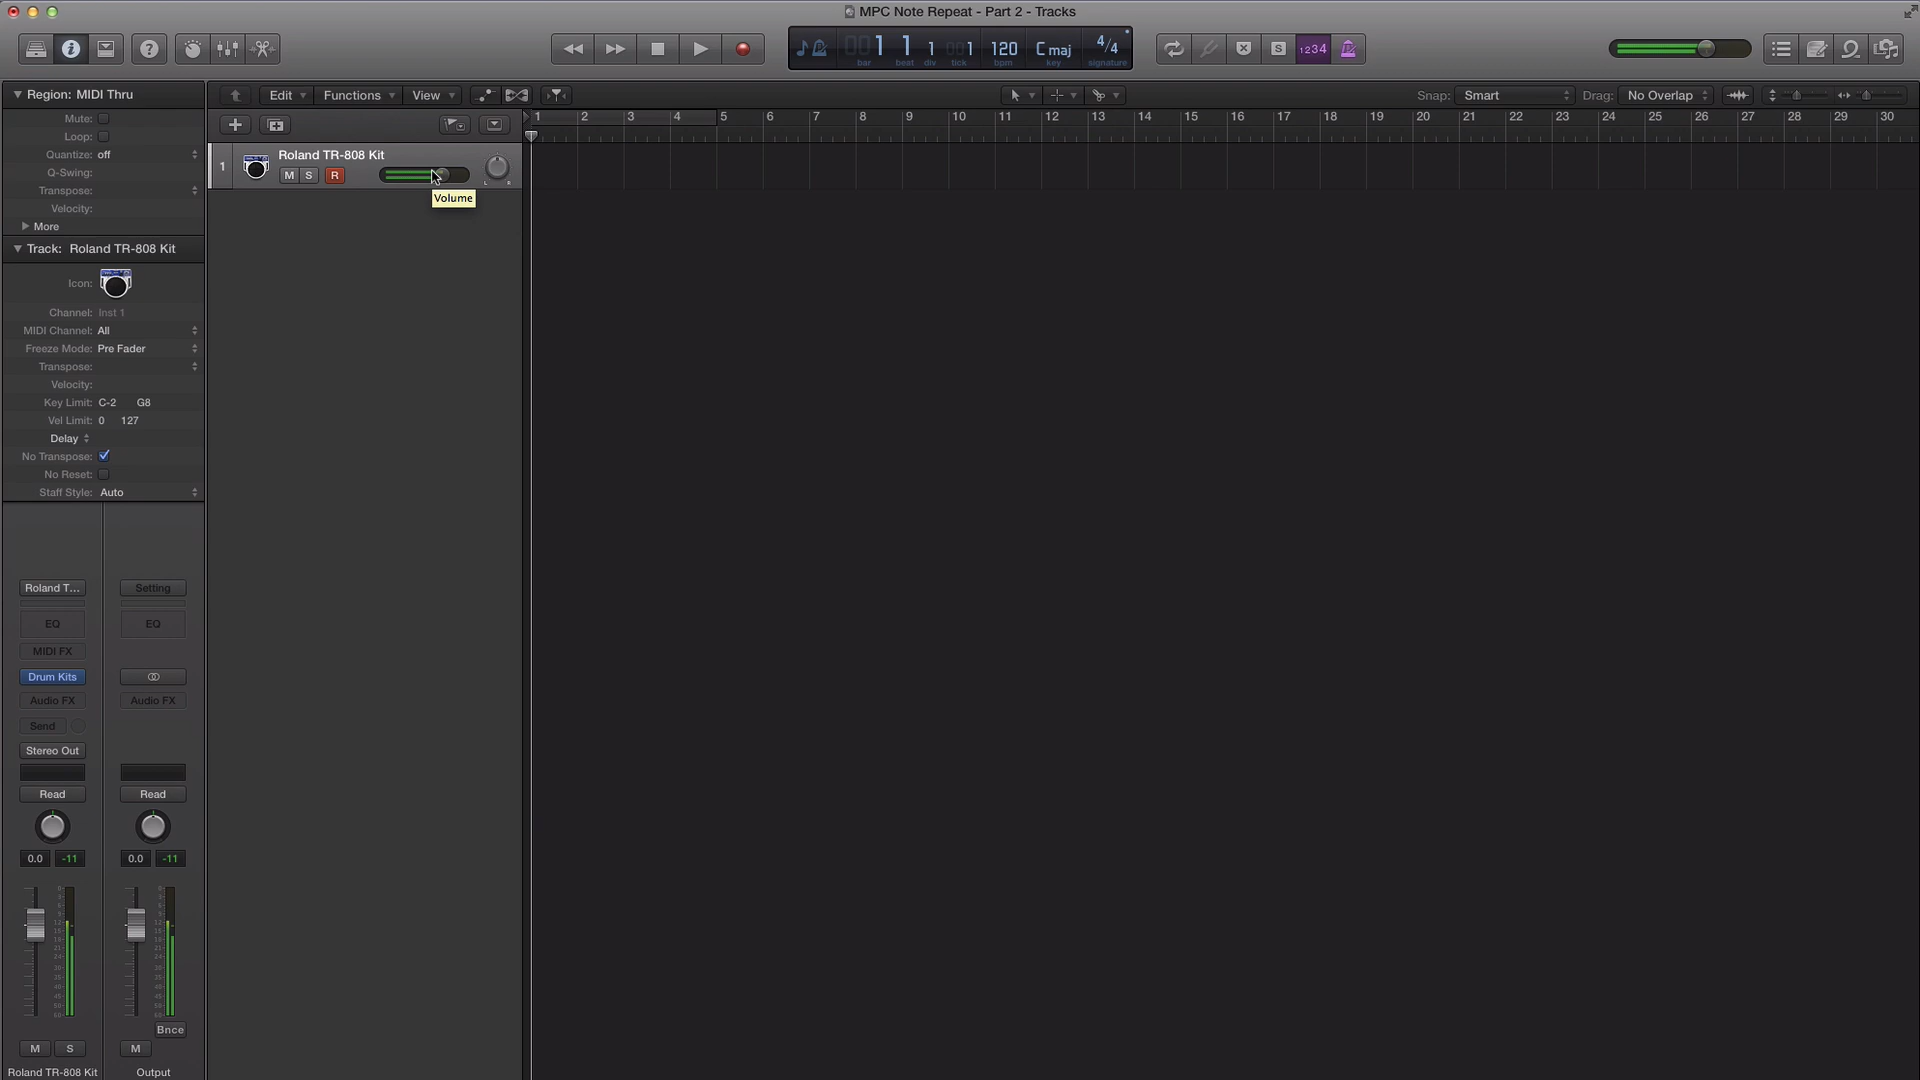 MPC Note Repeat - Part 2 - Tracks
1 1 1 1 120 C maj 4/4
bar beat div tick bpm key signature
S 1234
Region: MIDI Thru
Edit Functions View
Snap: Smart Drag: No Overlap
Mute:
Loop:
Quantize: off
Q-Swing:
Transpose:
Velocity:
More
1 2 3 4 5 6 7 8 9 10 11 12 13 14 15 16 17 18 19 20 21 22 23 24 25 26 27 28 29 30
1 Roland TR-808 Kit
M S R
L R
Volume
Track: Roland TR-808 Kit
Icon:
Channel: Inst 1
MIDI Channel: All
Freeze Mode: Pre Fader
Transpose:
Velocity:
Key Limit: C-2 G8
Vel Limit: 0 127
Delay
No Transpose:
No Reset:
Staff Style: Auto
Roland T... Setting
EQ EQ
MIDI FX
Drum Kits
Audio FX Audio FX
Send
Stereo Out
Read Read
0.0 -11 0.0 -11
Bnce
M S M
Roland TR-808 Kit Output